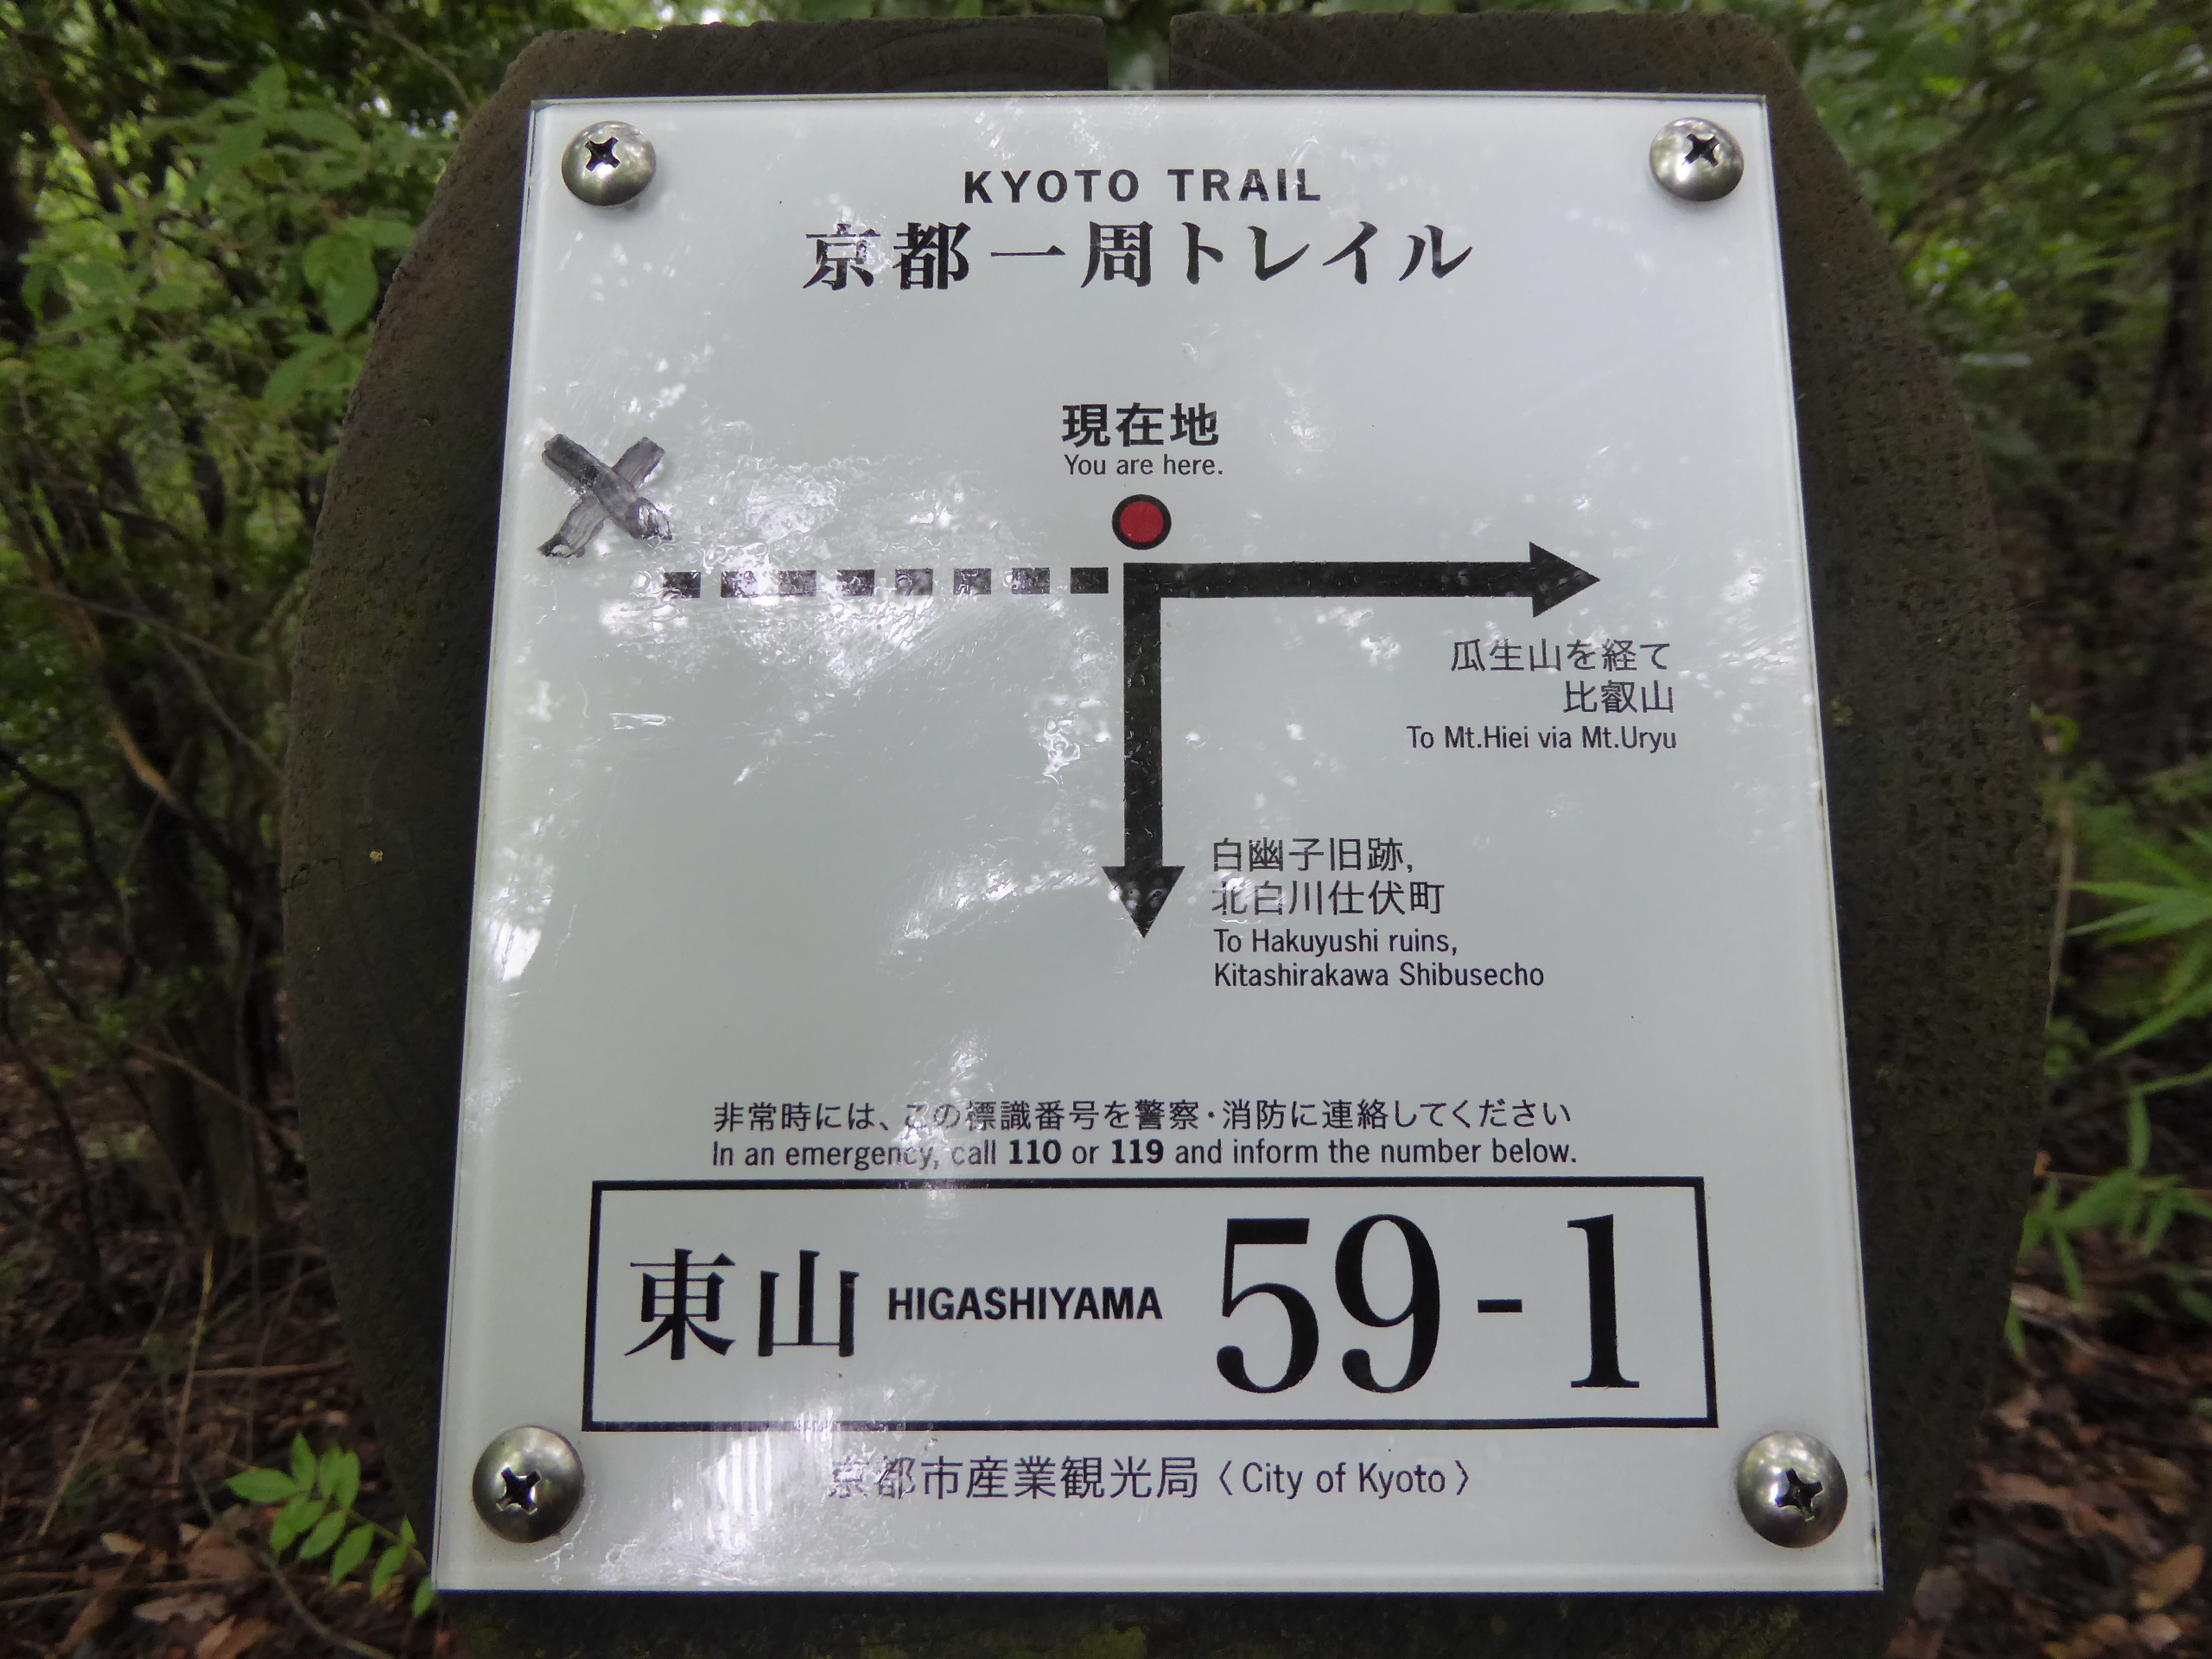 KYOTO TRAIL
京都一周トレイル
現在地
You are here.
瓜生山を経て
比叡山
To Mt.Hiei via Mt.Uryu
白幽子旧跡,
北白川仕伏町
To Hakuyushi ruins,
Kitashirakawa Shibusecho
非常時には、この標識番号を警察・消防に連絡してください
In an emergency, call 110 or 119 and inform the number below.
東山 HIGASHIYAMA 59-1
京都市産業観光局〈City of Kyoto〉